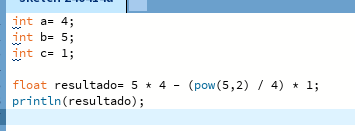 int a= 4;
int b= 5;
int c= 1;
float resultado= 5 * 4 - (pow(5,2) / 4) * 1;
println(resultado);